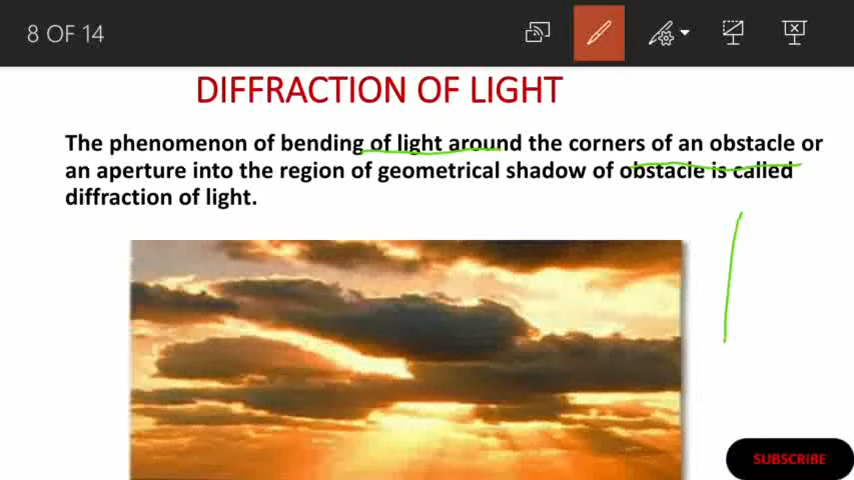 8 OF 14
DIFFRACTION OF LIGHT
The phenomenon of bending of light around the corners of an obstacle or
an aperture into the region of geometrical shadow of obstacle is called
diffraction of light.
SUBSCRIBE